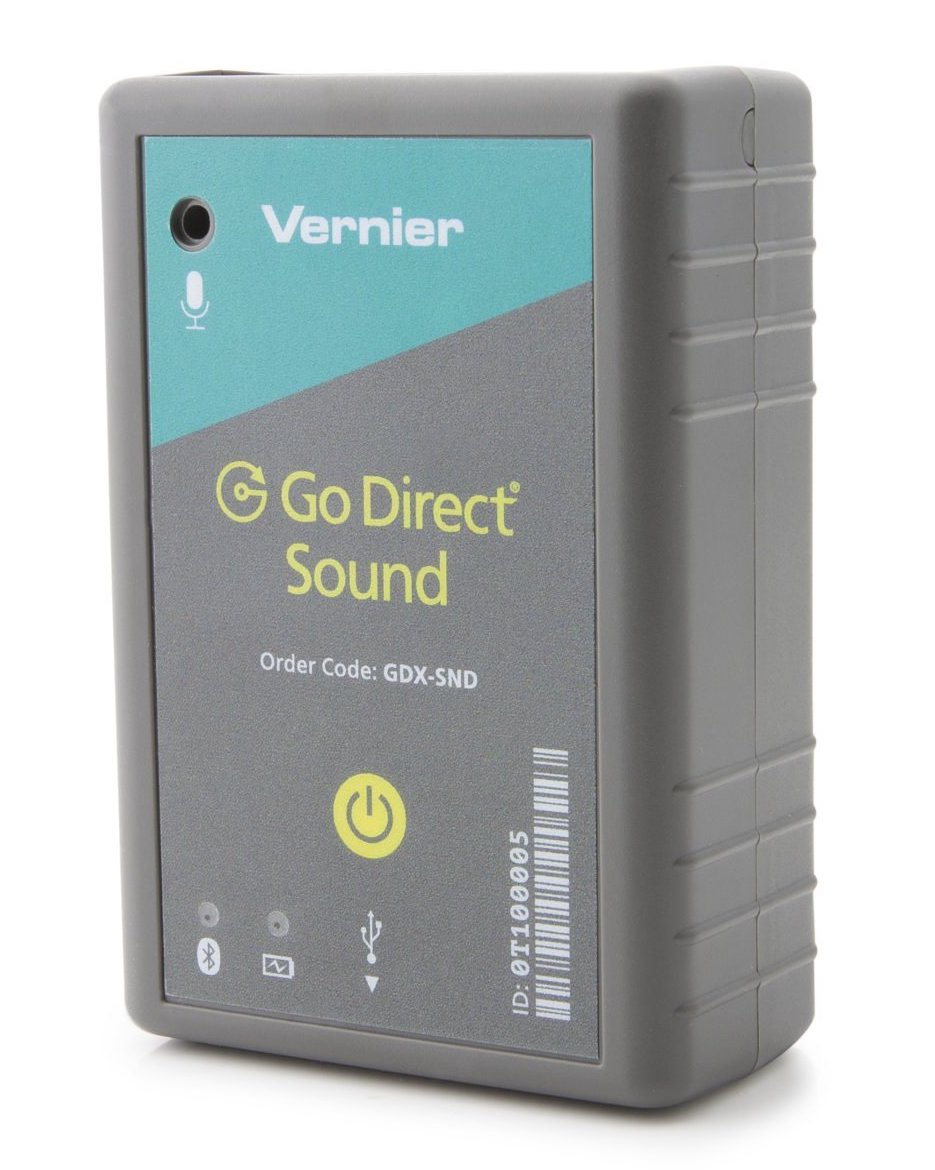 Vernier
Go Direct®
Sound
Order Code: GDX-SND
ID: 0T100005